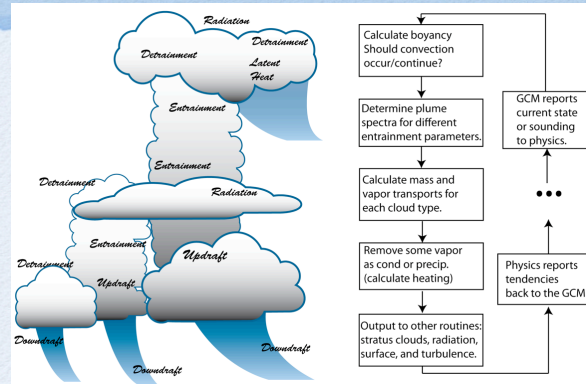 Radiation
Detrainment
Detrainment
Latent
Heat
Entrainment
Entrainment
Detrainment
Radiation
Entrainment
Updraft
Detrainment
Updraft
Downdraft
Downdraft
Downdraft
Calculate boyancy
Should convection
occur/continue?
Determine plume
spectra for different
entrainment parameters.
Calculate mass and
vapor transports for
each cloud type.
Remove some vapor
as cond or precip.
(calculate heating)
Output to other routines:
stratus clouds, radiation,
surface, and turbulence.
Physics reports
tendencies
back to the GCM
GCM reports
current state
or sounding
to physics.